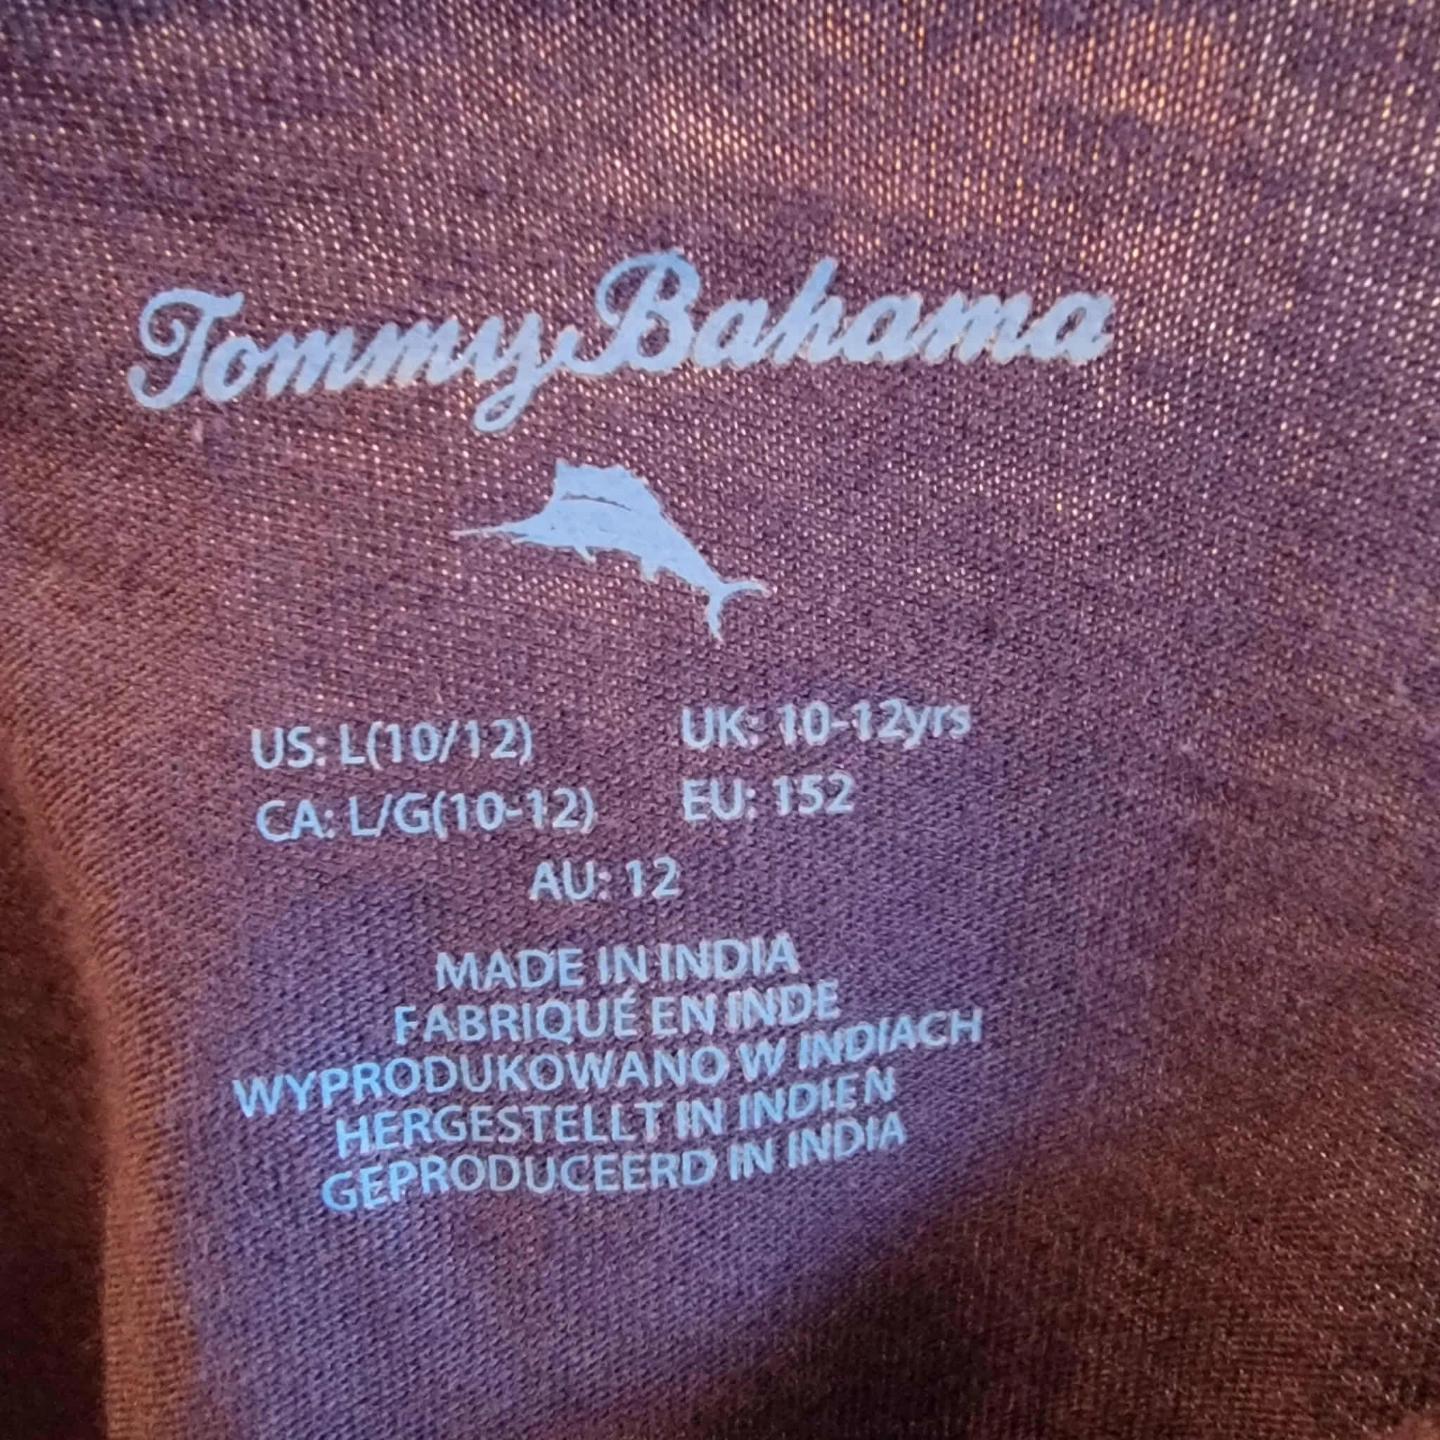 Tommy Bahama
US: L(10/12) UK: 10-12yrs
CA: L/G(10-12) EU: 152
AU: 12
MADE IN INDIA
FABRIQUÉ EN INDE
WYPRODUKOWANO W INDIACH
HERGESTELLT IN INDIEN
GEPRODUCEERD IN INDIA